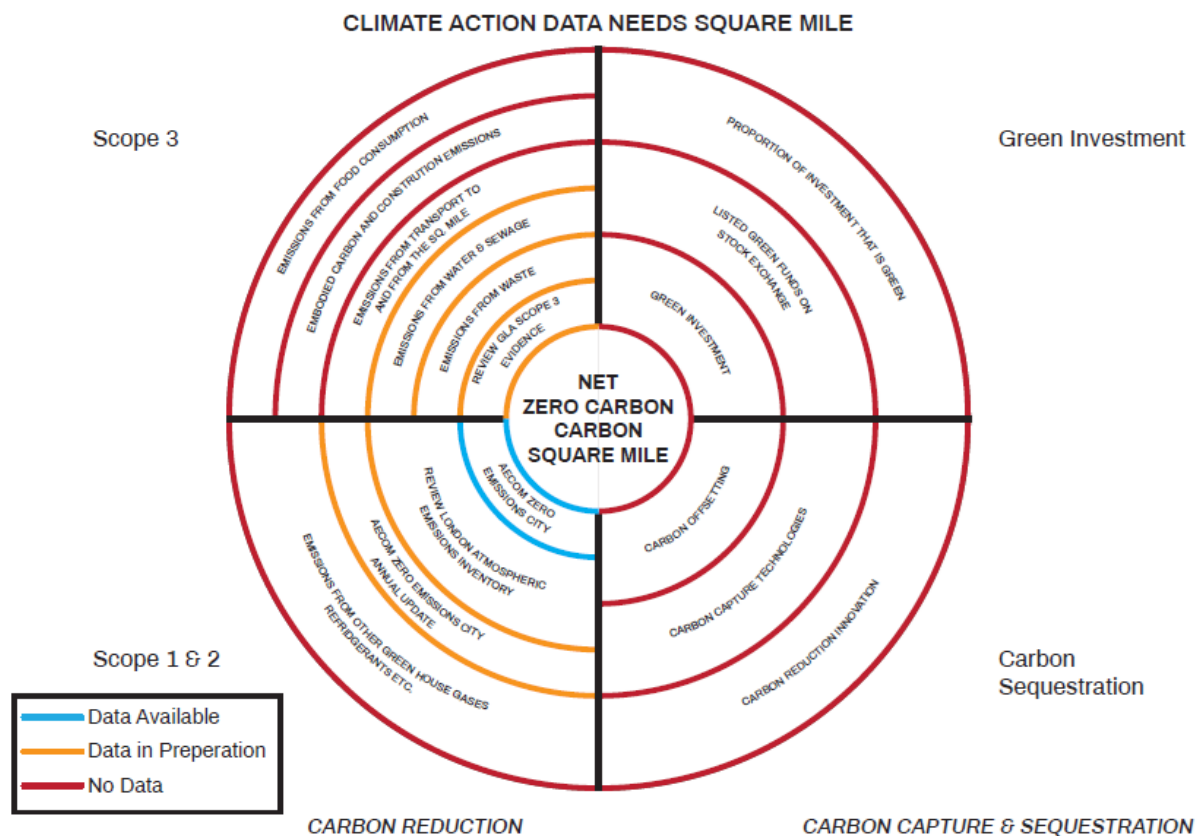 CLIMATE ACTION DATA NEEDS SQUARE MILE
Scope 3
Green Investment
EMISSIONS FROM FOOD CONSUMPTION
EMBODIED CARBON AND CONSTRUTION EMISSIONS
EMISSIONS FROM TRANSPORT TO
AND FROM THE SQ. MILE
EMISSIONS FROM WATER & SEWAGE
EMISSIONS FROM WASTE
REVIEW GLA SCOPE 3
EVIDENCE
PROPORTION OF INVESTMENT THAT IS GREEN
LISTED GREEN FUNDS ON
STOCK EXCHANGE
GREEN INVESTMENT
NET
ZERO CARBON
CARBON
SQUARE MILE
AECOM ZERO
EMISSIONS CITY
REVIEW LONDON ATMOSPHERIC
EMISSIONS INVENTORY
AECOM ZERO EMISSIONS CITY
ANNUAL UPDATE
EMISSIONS FROM OTHER GREEN HOUSE GASES
REFRIDGERANTS ETC.
CARBON OFFSETTING
CARBON CAPTURE TECHNOLOGIES
CARBON REDUCTION INNOVATION
Scope 1 & 2
Carbon
Sequestration
Data Available
Data in Preperation
No Data
CARBON REDUCTION
CARBON CAPTURE & SEQUESTRATION